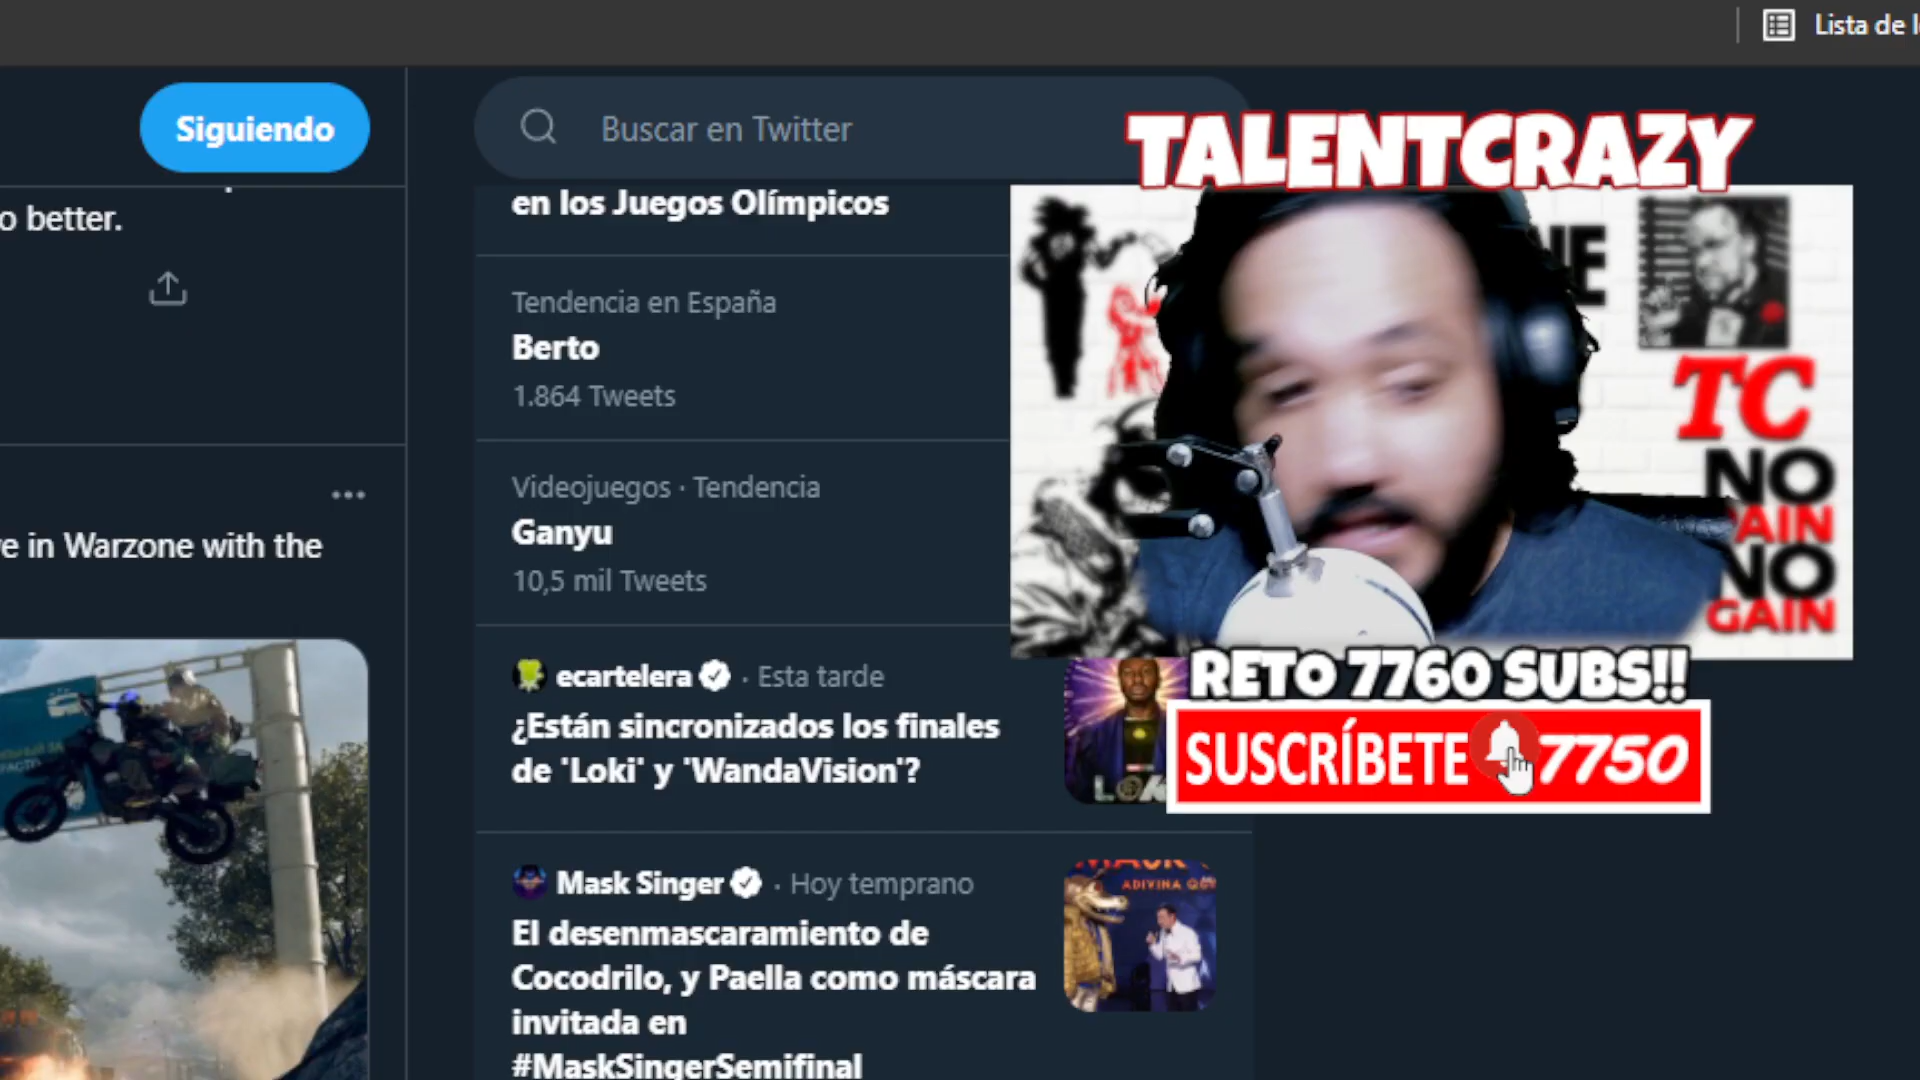 Lista de
Siguiendo
Buscar en Twitter
TALENTCRAZY
en los Juegos Olímpicos
better.
Tendencia en España
Berto
1.864 Tweets
TC
NO
NO
GAIN
Videojuegos · Tendencia
Ganyu
10,5 mil Tweets
in Warzone with the
ecartelera · Esta tarde
¿Están sincronizados los finales
de 'Loki' y 'WandaVision'?
RETO 7760 SUBS!!
SUSCRÍBETE 7750
Mask Singer · Hoy temprano
El desenmascaramiento de
Cocodrilo, y Paella como máscara
invitada en
#MaskSingerSemifinal
ADIVINA